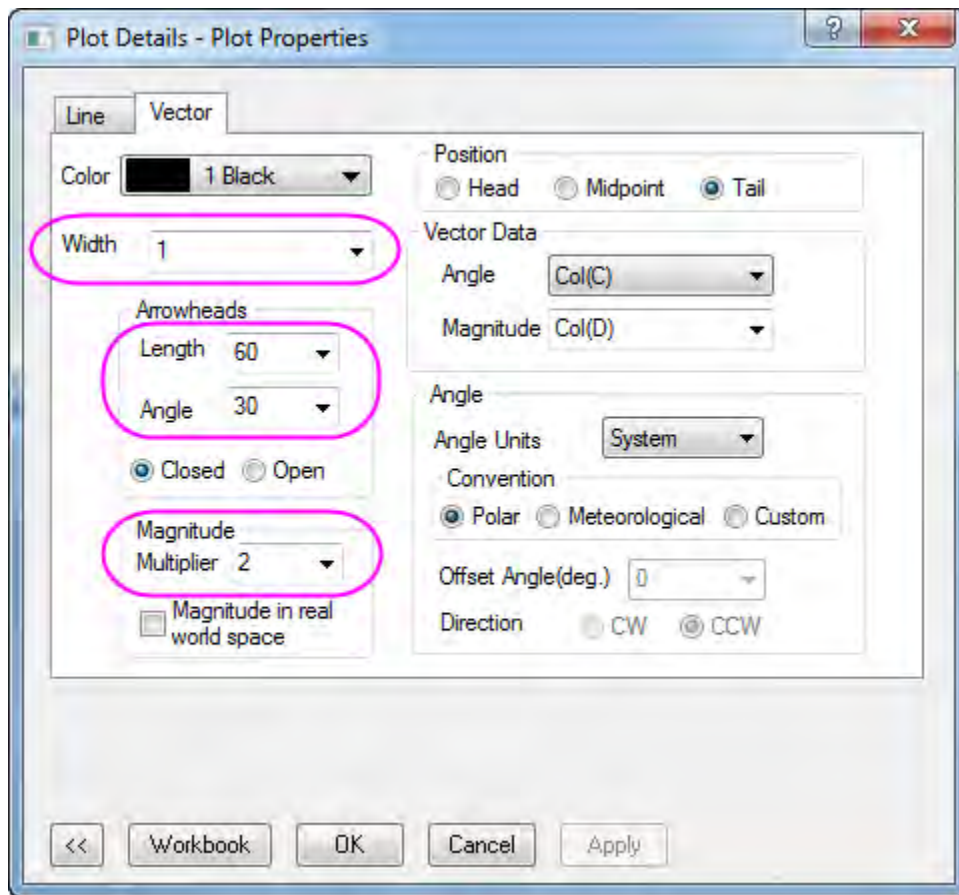 Plot Details - Plot Properties
?
X
Line
Vector
Color
1 Black
Width
1
Arrowheads
Length
60
Angle
30
Closed
Open
Magnitude
Multiplier
2
Magnitude in real
world space
Position
Head
Midpoint
Tail
Vector Data
Angle
Col(C)
Magnitude
Col(D)
Angle
Angle Units
System
Convention
Polar
Meteorological
Custom
Offset Angle(deg.)
0
Direction
CW
CCW
<<
Workbook
OK
Cancel
Apply